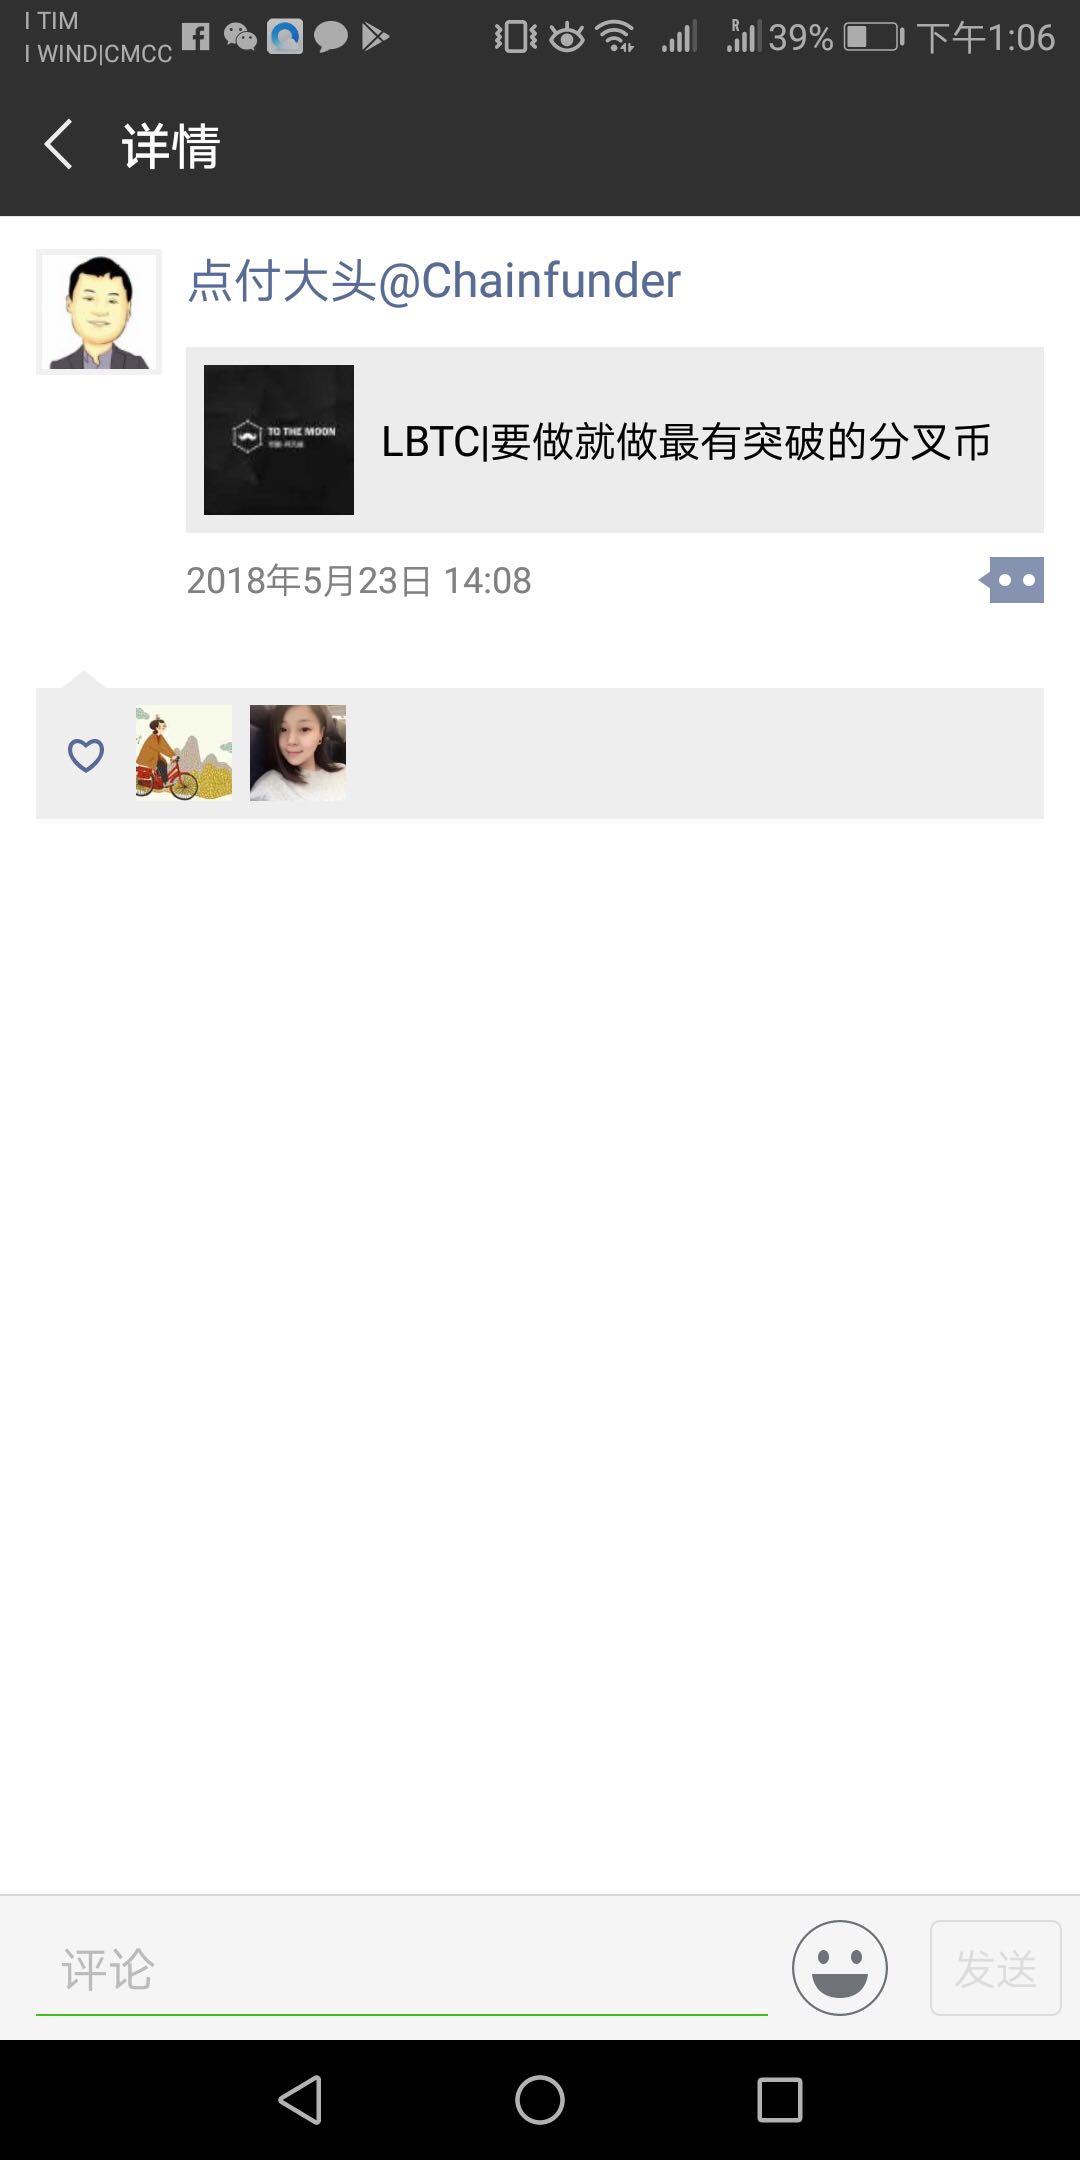 I TIM
I WIND|CMCC
39%
下午1:06
详情
点付大头@Chainfunder
TO THE MOON
LBTC|要做就做最有突破的分叉币
2018年5月23日 14:08
评论
发送